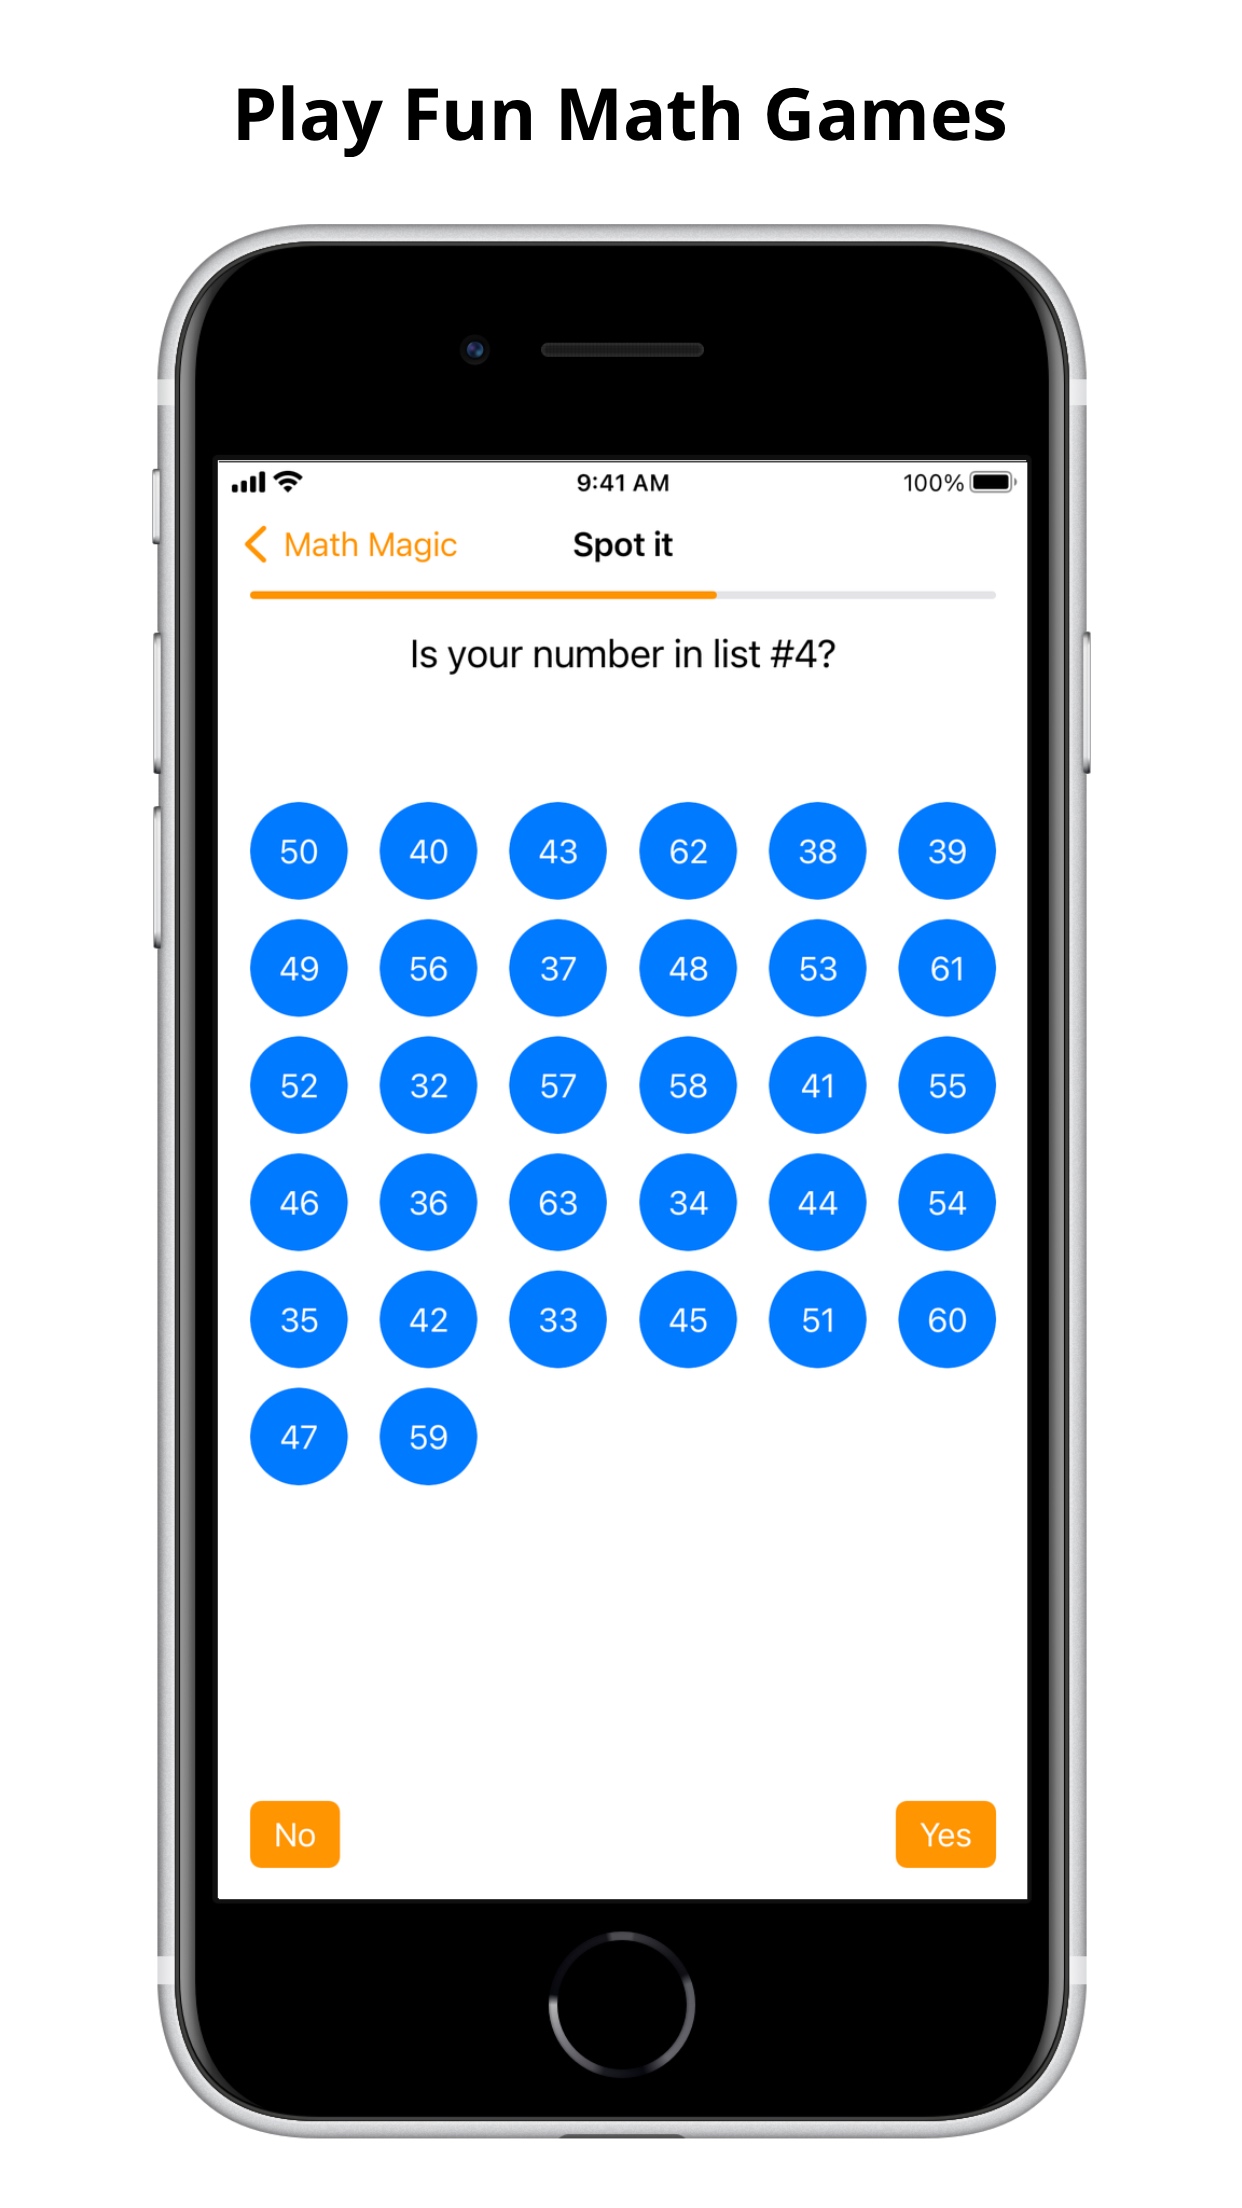 Play Fun Math Games
9:41 AM 100%
Math Magic Spot it
Is your number in list #4?
50 40 43 62 38 39
49 56 37 48 53 61
52 32 57 58 41 55
46 36 63 34 44 54
35 42 33 45 51 60
47 59
No Yes